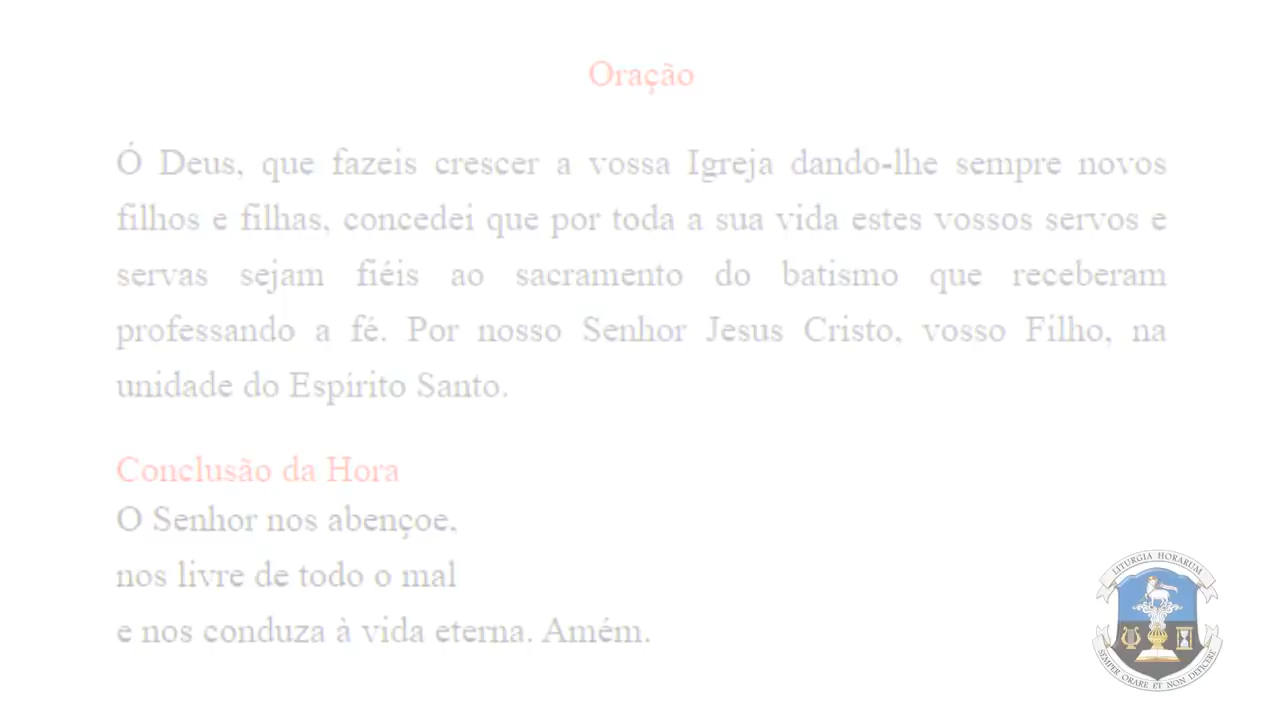 Oração
Ó Deus, que fazeis crescer a vossa Igreja dando-lhe sempre novos
filhos e filhas, concedei que por toda a sua vida estes vossos servos e
servas sejam fiéis ao sacramento do batismo que receberam
professando a fé. Por nosso Senhor Jesus Cristo, vosso Filho, na
unidade do Espírito Santo.
Conclusão da Hora
O Senhor nos abençoe,
nos livre de todo o mal
e nos conduza à vida eterna. Amém.
LITURGIA HORARUM
SEMPER ORARE ET NON DEFICERE